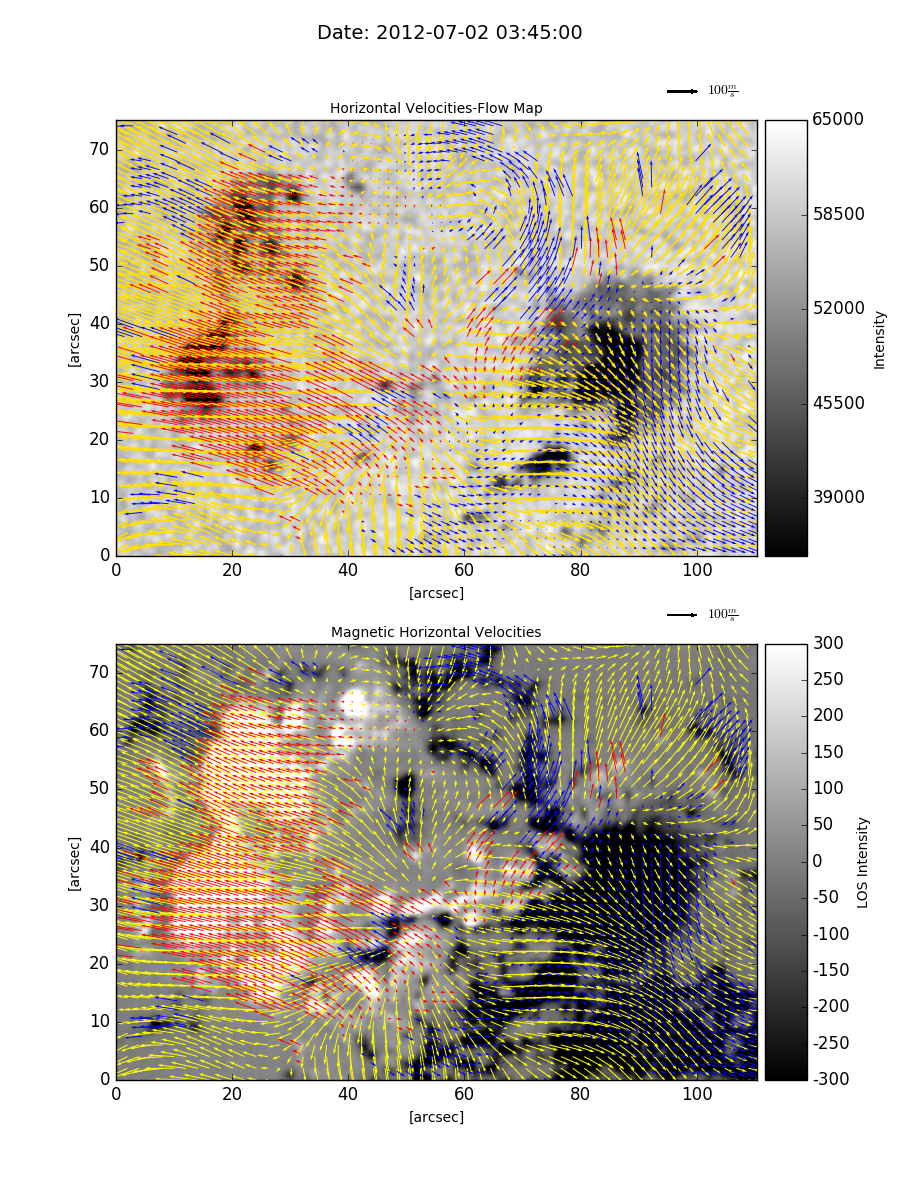 Date: 2012-07-02 03:45:00
100 m/s
Horizontal Velocities-Flow Map
70
60
50
40
30
20
10
0
[arcsec]
0 20 40 60 80 100
[arcsec]
65000
58500
52000
45500
39000
Intensity
100 m/s
Magnetic Horizontal Velocities
70
60
50
40
30
20
10
0
[arcsec]
0 20 40 60 80 100
[arcsec]
300
250
200
150
100
50
0
-50
-100
-150
-200
-250
-300
LOS Intensity